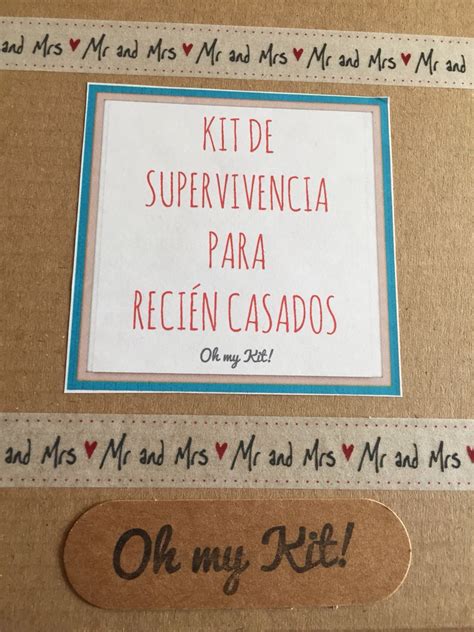 and Mrs ♥ Mr and Mrs ♥ Mr and Mrs ♥ Mr and
KIT DE
SUPERVIVENCIA
PARA
RECIÉN CASADOS
Oh my Kit!
and Mrs ♥ Mr and Mrs ♥ Mr and Mrs ♥ Mr and Mrs
Oh my Kit!